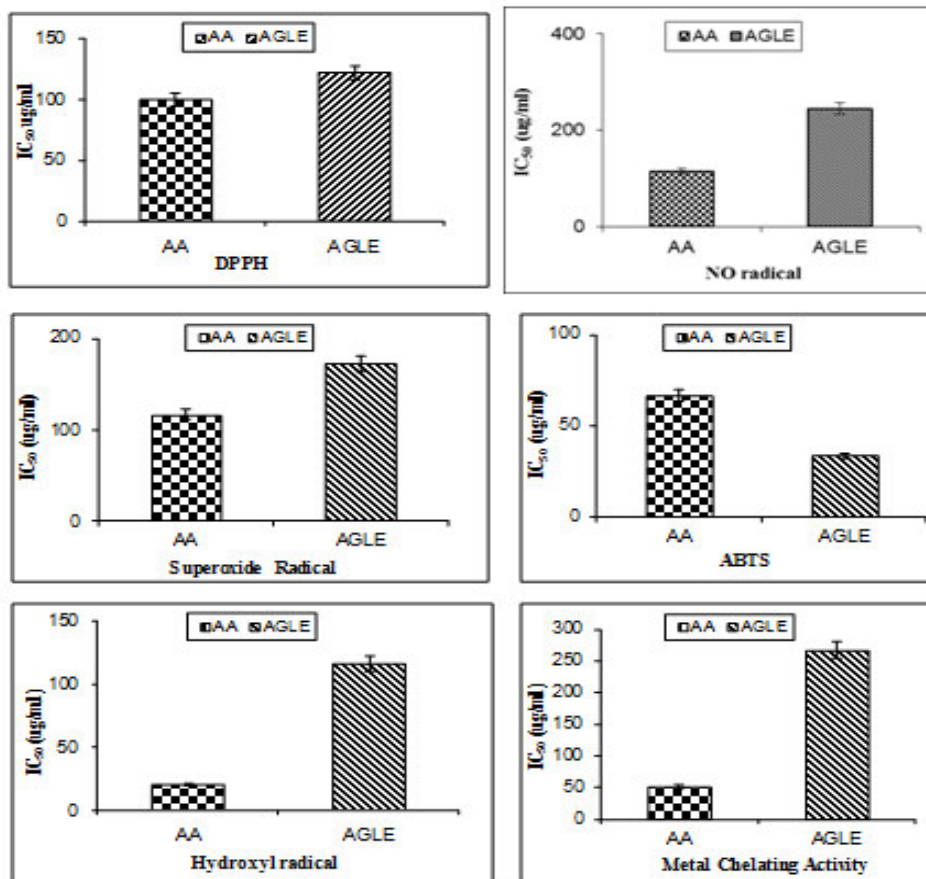 AA AGLE
IC50 ug/ml
150
100
50
0
AA AGLE
DPPH
AA AGLE
IC50 (ug/ml)
400
200
0
AA AGLE
NO radical
AA AGLE
IC50 (ug/ml)
200
100
0
AA AGLE
Superoxide Radical
AA AGLE
IC50 (ug/ml)
100
50
0
AA AGLE
ABTS
AA AGLE
IC50 (ug/ml)
150
100
50
0
AA AGLE
Hydroxyl radical
AA AGLE
IC50 (ug/ml)
300
250
200
150
100
50
0
AA AGLE
Metal Chelating Activity